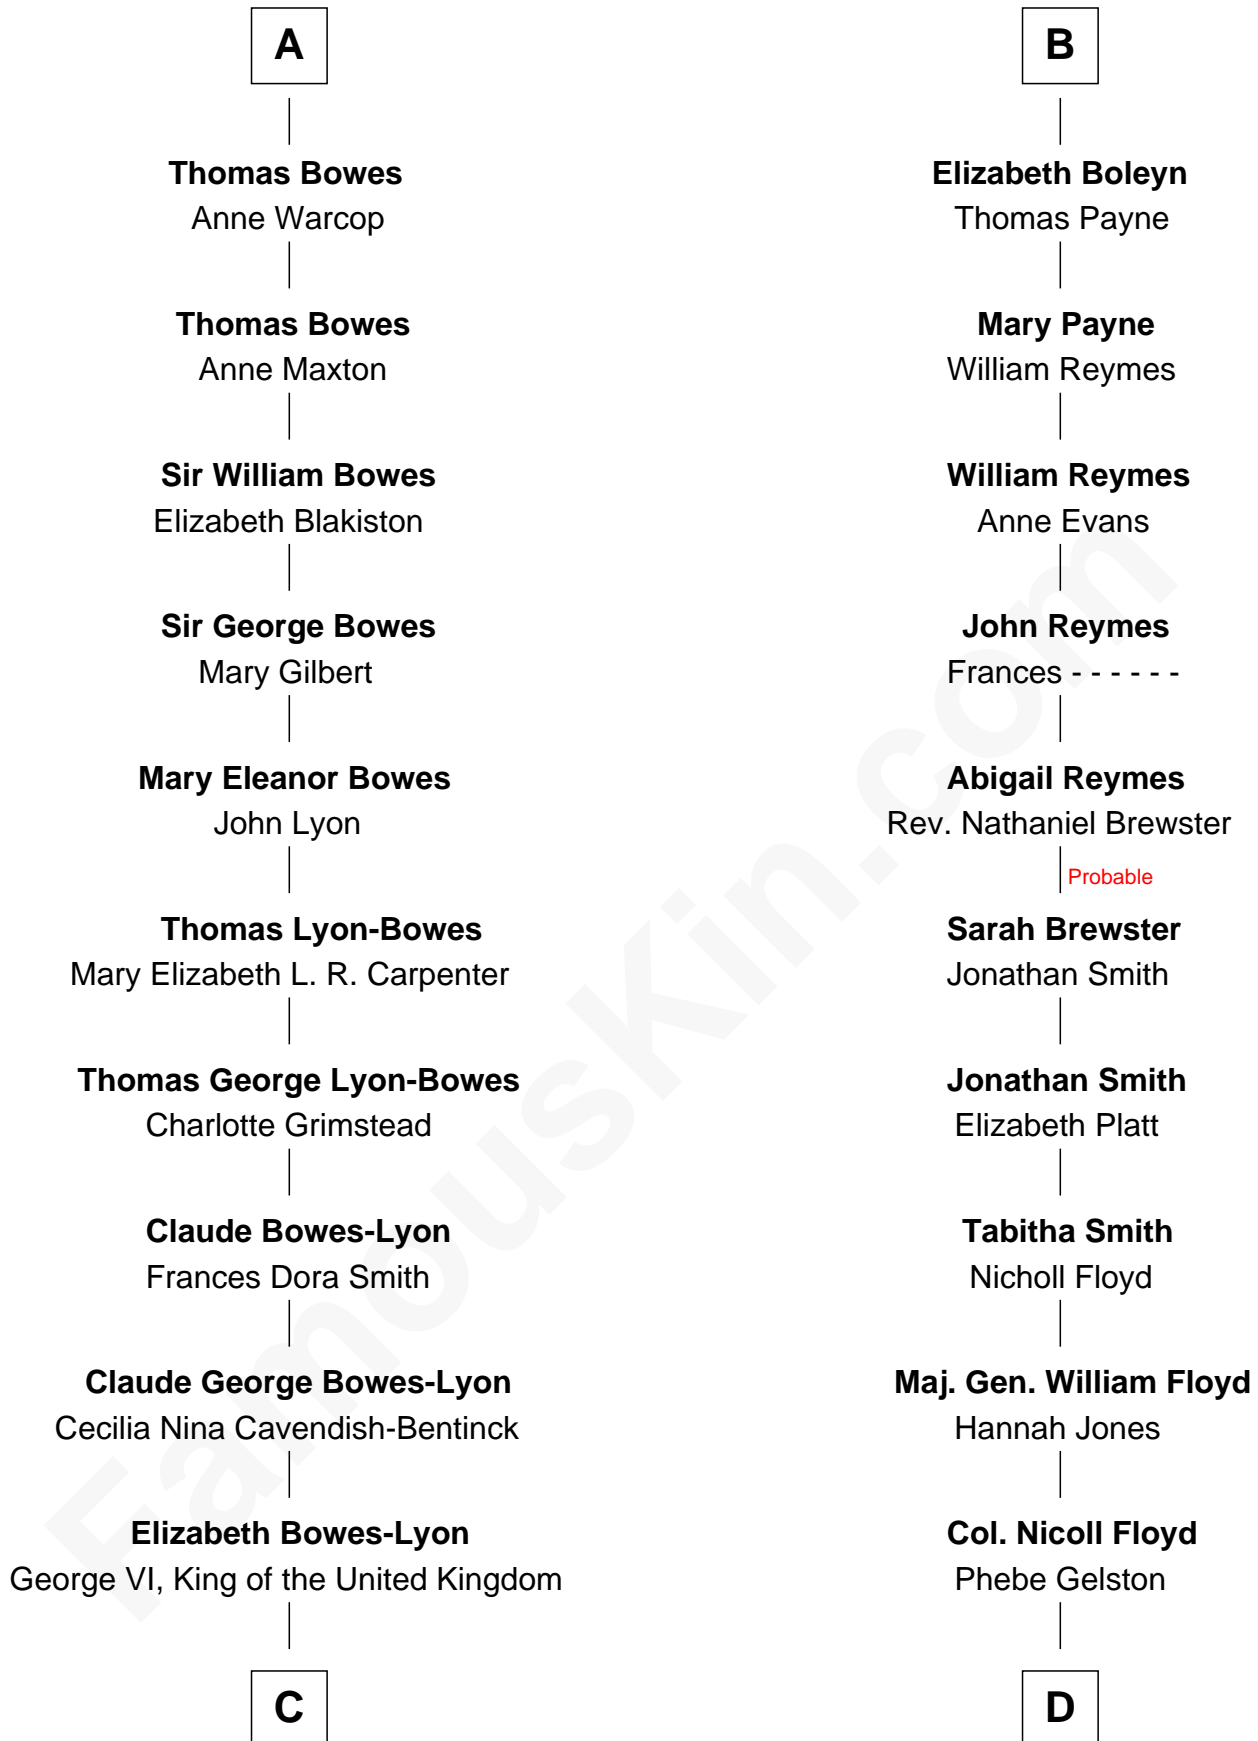 A
Thomas Bowes
Anne Warcop
Thomas Bowes
Anne Maxton
Sir William Bowes
Elizabeth Blakiston
Sir George Bowes
Mary Gilbert
Mary Eleanor Bowes
John Lyon
Thomas Lyon-Bowes
Mary Elizabeth L. R. Carpenter
Thomas George Lyon-Bowes
Charlotte Grimstead
Claude Bowes-Lyon
Frances Dora Smith
Claude George Bowes-Lyon
Cecilia Nina Cavendish-Bentinck
Elizabeth Bowes-Lyon
George VI, King of the United Kingdom
C
B
Elizabeth Boleyn
Thomas Payne
Mary Payne
William Reymes
William Reymes
Anne Evans
John Reymes
Frances - - - - - -
Abigail Reymes
Rev. Nathaniel Brewster
Probable
Sarah Brewster
Jonathan Smith
Jonathan Smith
Elizabeth Platt
Tabitha Smith
Nicholl Floyd
Maj. Gen. William Floyd
Hannah Jones
Col. Nicoll Floyd
Phebe Gelston
D
FamousKin.com